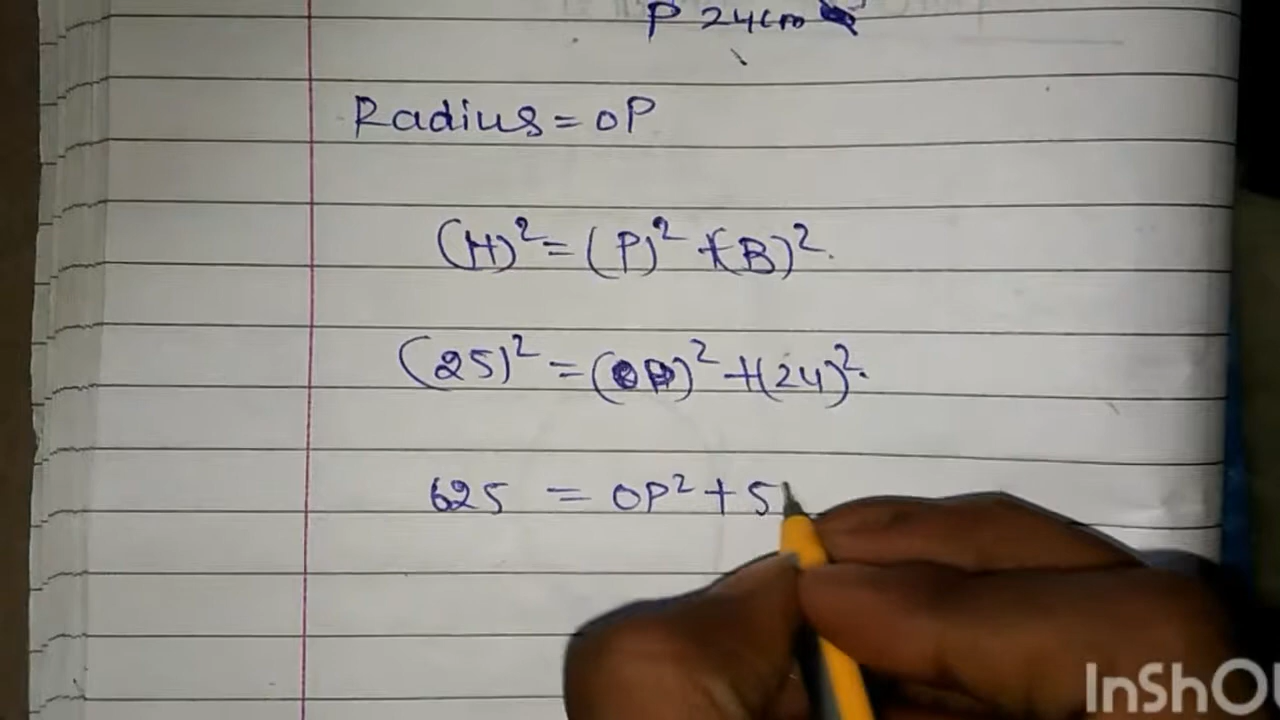 P 24cm
Radius = OP
(H)² = (P)² + (B)².
(25)² = (OP)² + (24)².
625 = OP² + 5
InShO